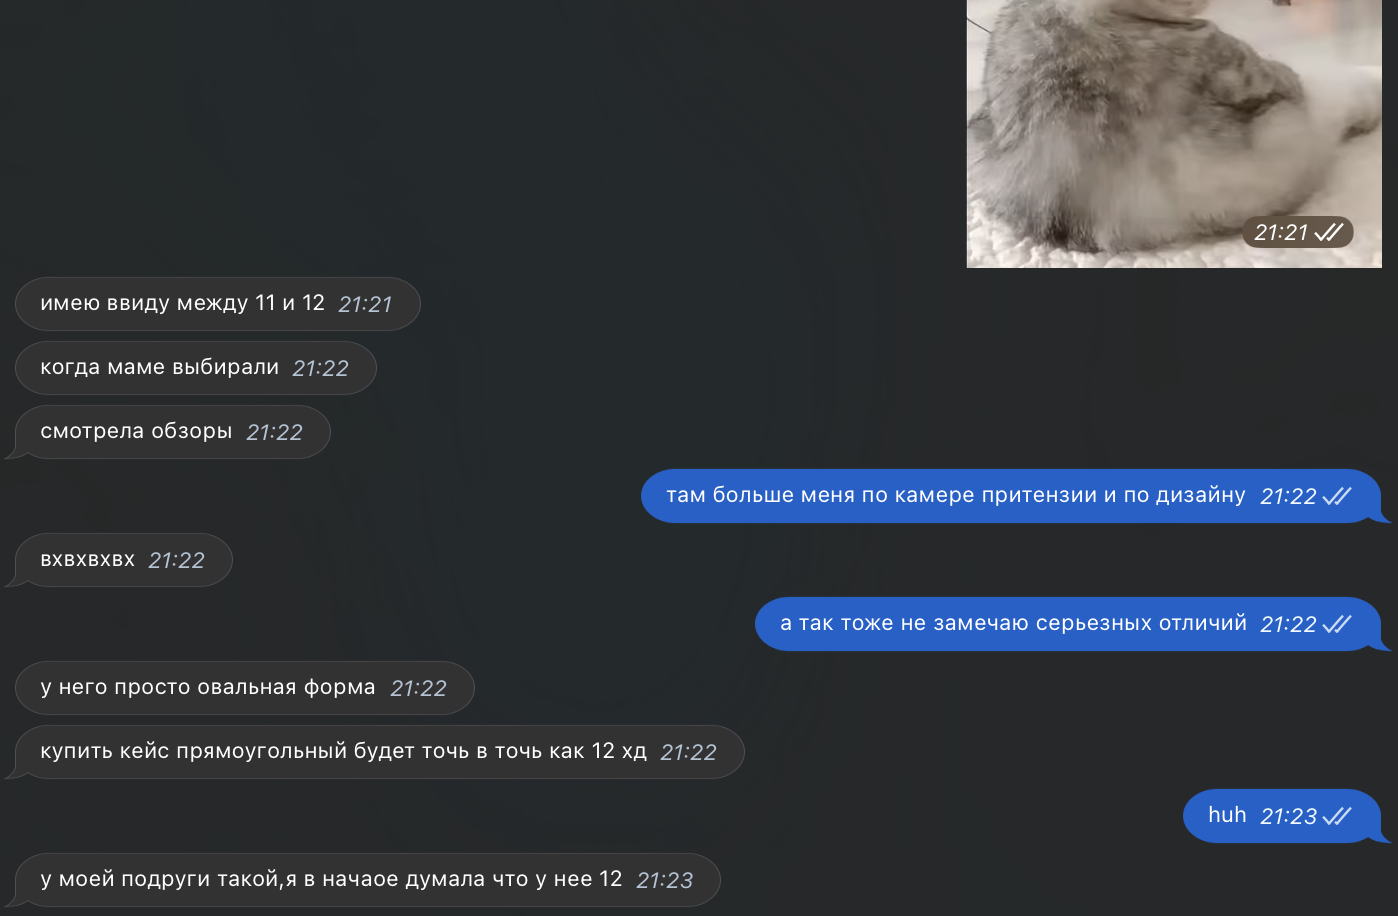 21:21
имею ввиду между 11 и 12 21:21
когда маме выбирали 21:22
смотрела обзоры 21:22
там больше меня по камере притензии и по дизайну 21:22
вхвхвхвх 21:22
а так тоже не замечаю серьезных отличий 21:22
у него просто овальная форма 21:22
купить кейс прямоугольный будет точь в точь как 12 хд 21:22
huh 21:23
у моей подруги такой,я в начаое думала что у нее 12 21:23